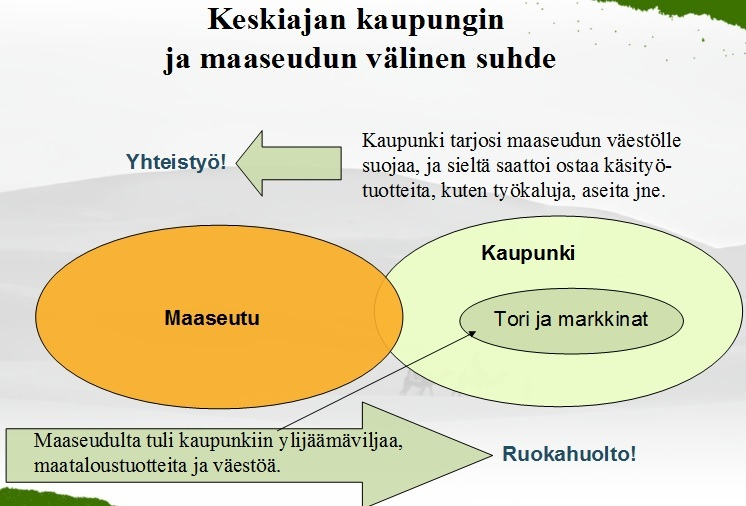 Keskiajan kaupungin
ja maaseudun välinen suhde
Yhteistyö!
Kaupunki tarjosi maaseudun väestölle
suojaa, ja sieltä saattoi ostaa käsityö-
tuotteita, kuten työkaluja, aseita jne.
Kaupunki
Maaseutu
Tori ja markkinat
Maaseudulta tuli kaupunkiin ylijäämäviljaa,
maataloustuotteita ja väestöä.
Ruokahuolto!